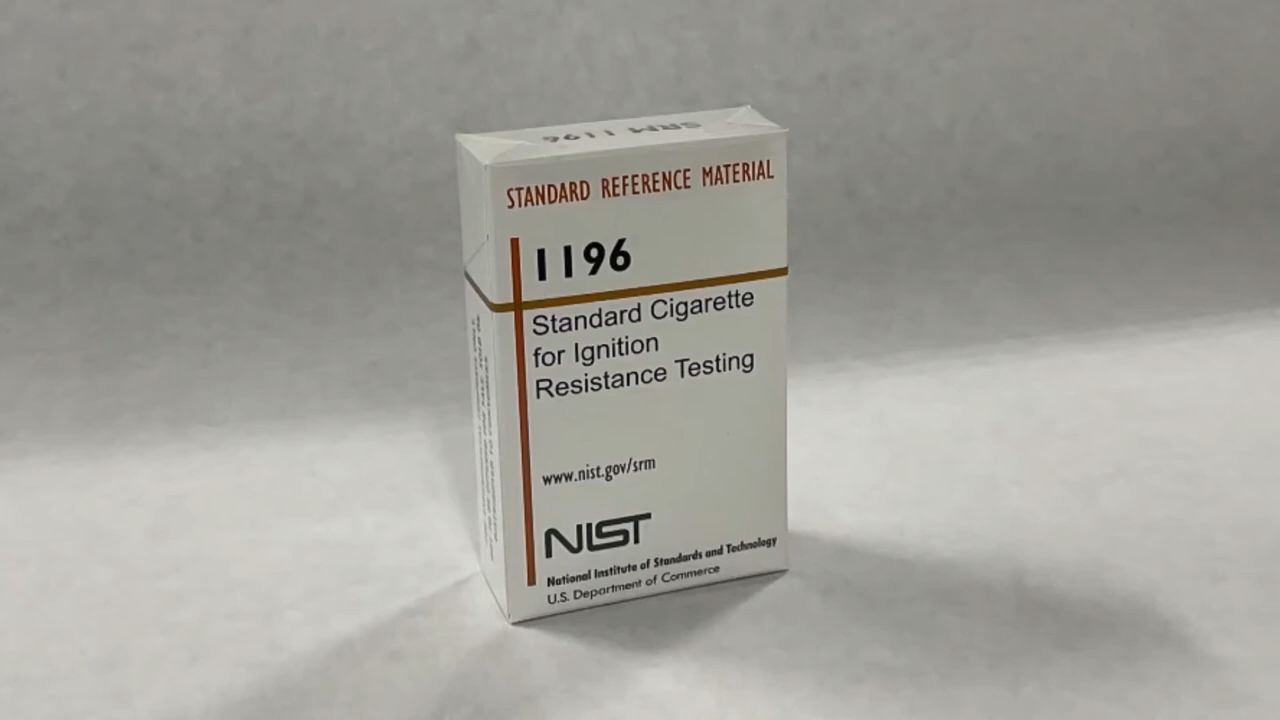 SRM 1196
STANDARD REFERENCE MATERIAL
1196
Standard Cigarette
for Ignition
Resistance Testing
www.nist.gov/srm
NIST
National Institute of Standards and Technology
U.S. Department of Commerce